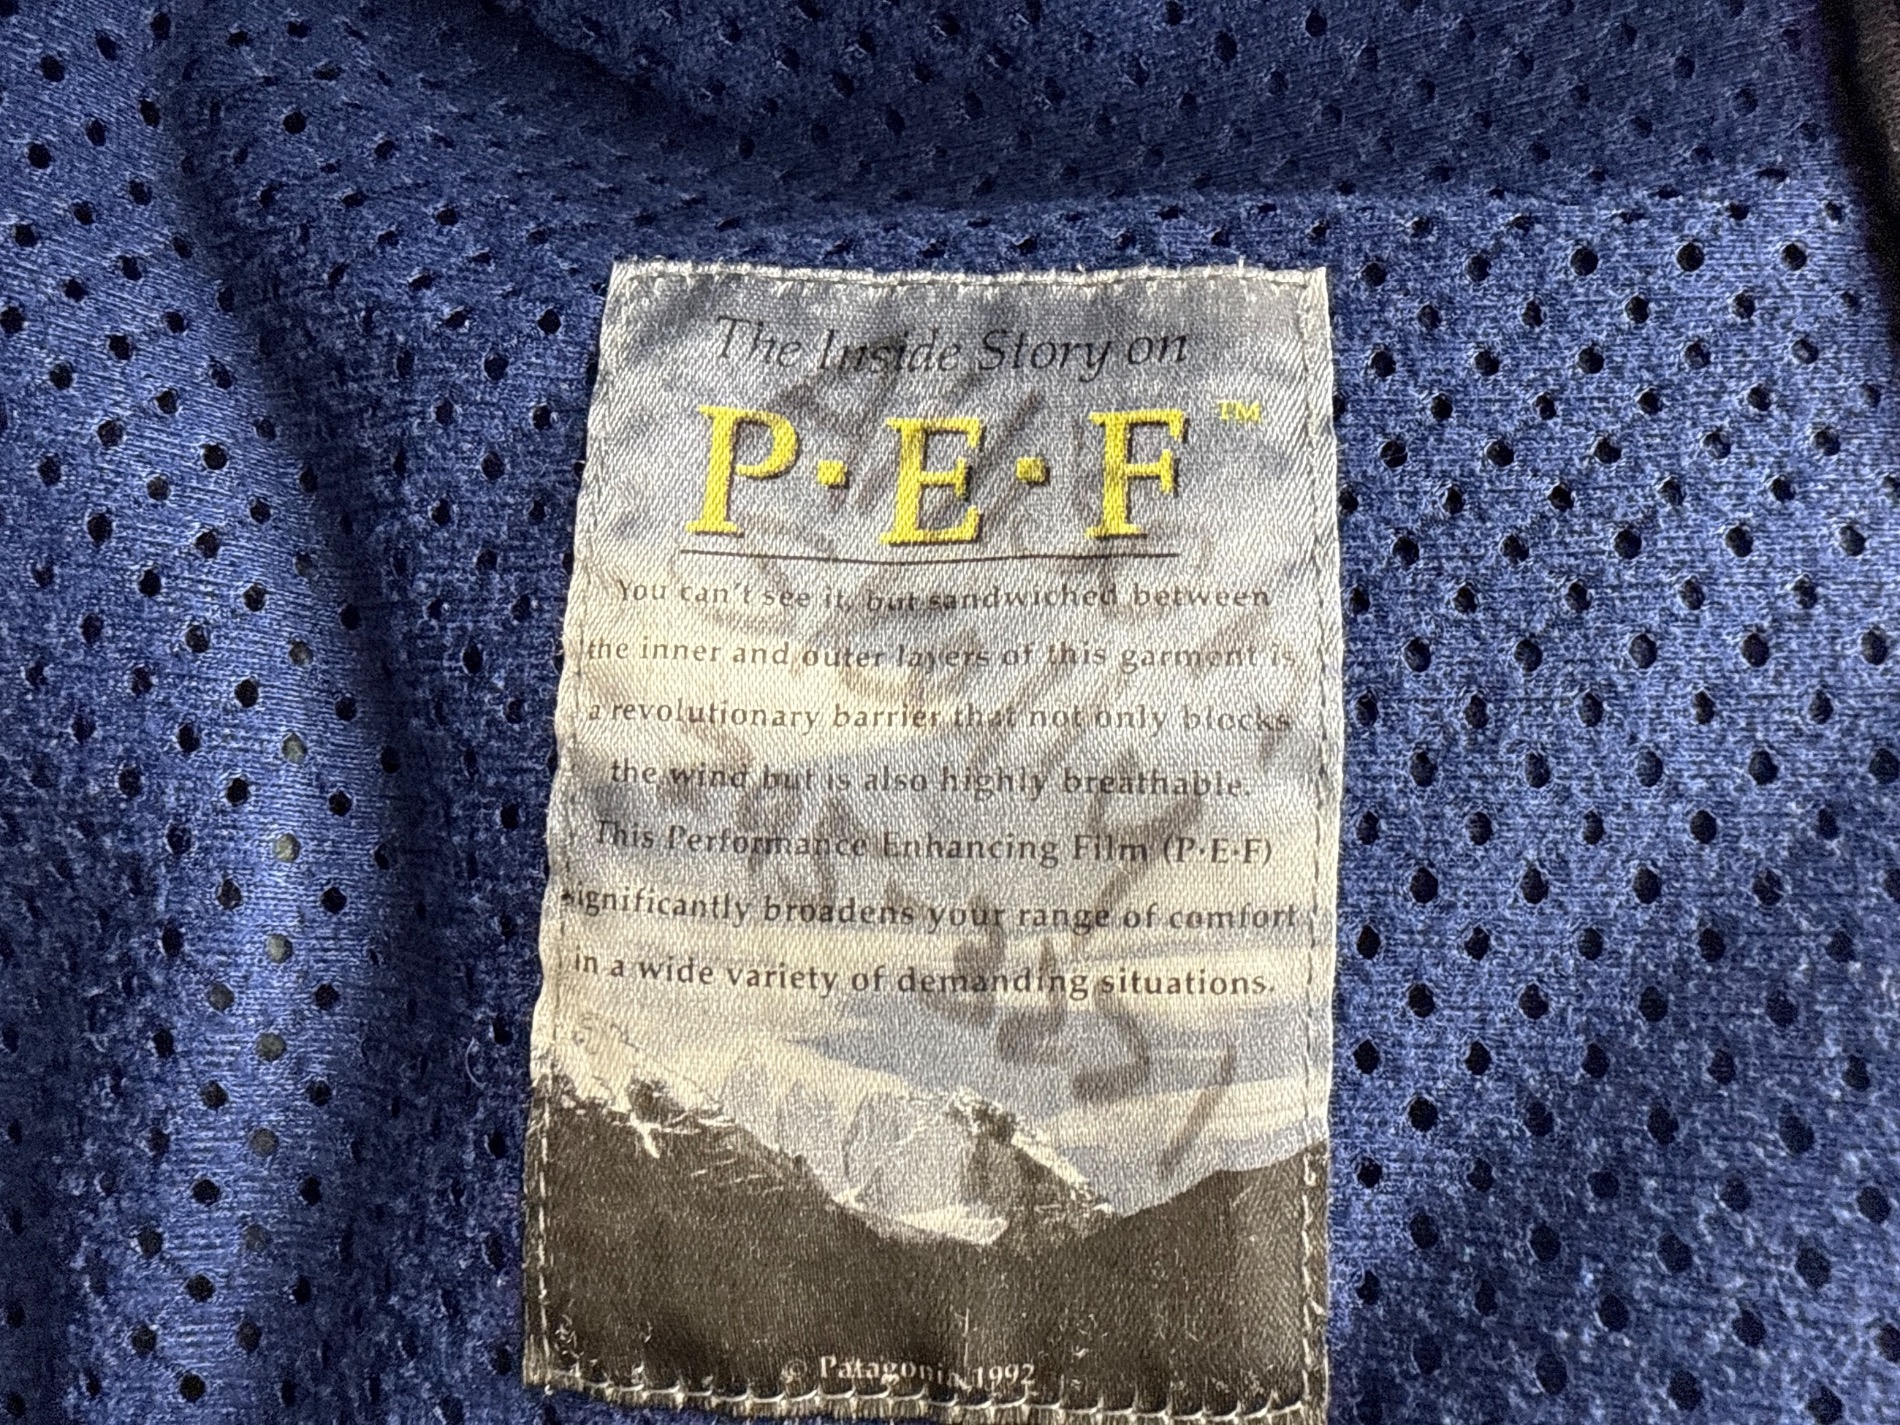 The Inside Story on
P·E·F™
You can't see it, but sandwiched between
the inner and outer layers of this garment is
a revolutionary barrier that not only blocks
the wind but is also highly breathable.
This Performance Enhancing Film (P·E·F)
significantly broadens your range of comfort
in a wide variety of demanding situations.
© Patagonia 1992